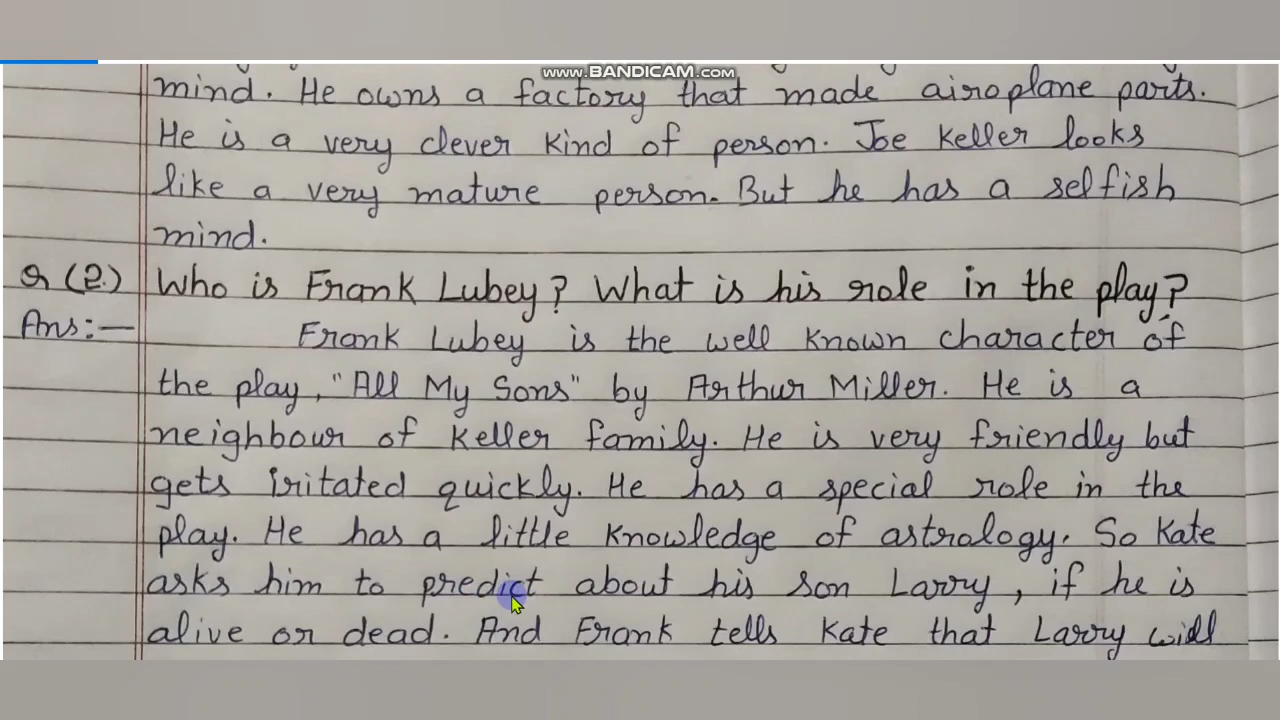 www.BANDICAM.com
mind. He owns a factory that made airoplane parts.
He is a very clever kind of person. Joe Keller looks
like a very mature person. But he has a selfish
mind.
Q (2.) Who is Frank Lubey? What is his role in the play?
Ans:— Frank Lubey is the well known character of
the play, "All My Sons" by Arthur Miller. He is a
neighbour of Keller family. He is very friendly but
gets irritated quickly. He has a special role in the
play. He has a little knowledge of astrology. So Kate
asks him to predict about his son Larry, if he is
alive or dead. And Frank tells Kate that Larry will